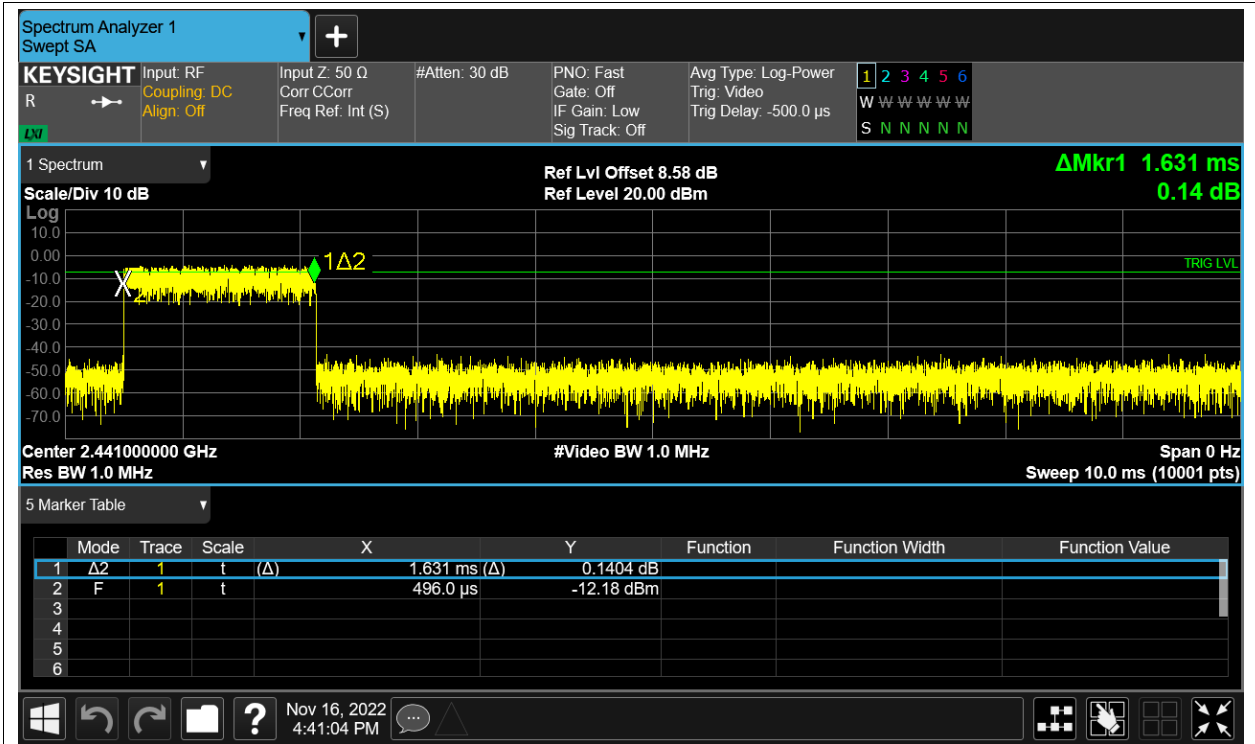 Spectrum Analyzer 1
Swept SA
KEYSIGHT Input: RF Input Z: 50 Ω #Atten: 30 dB PNO: Fast Avg Type: Log-Power 1 2 3 4 5 6
R Coupling: DC Corr CCorr Gate: Off Trig: Video W W W W W W
Align: Off Freq Ref: Int (S) IF Gain: Low Trig Delay: -500.0 µs
LXI Sig Track: Off S N N N N N
1 Spectrum Ref Lvl Offset 8.58 dB ΔMkr1 1.631 ms
Scale/Div 10 dB Ref Level 20.00 dBm 0.14 dB
Log
10.0
0.00 1Δ2 TRIG LVL
-10.0
-20.0
-30.0
-40.0
-50.0
-60.0
-70.0
Center 2.441000000 GHz #Video BW 1.0 MHz Span 0 Hz
Res BW 1.0 MHz Sweep 10.0 ms (10001 pts)
5 Marker Table
Mode Trace Scale X Y Function Function Width Function Value
1 Δ2 1 t (Δ) 1.631 ms (Δ) 0.1404 dB
2 F 1 t 496.0 µs -12.18 dBm
3
4
5
6
? Nov 16, 2022
4:41:04 PM